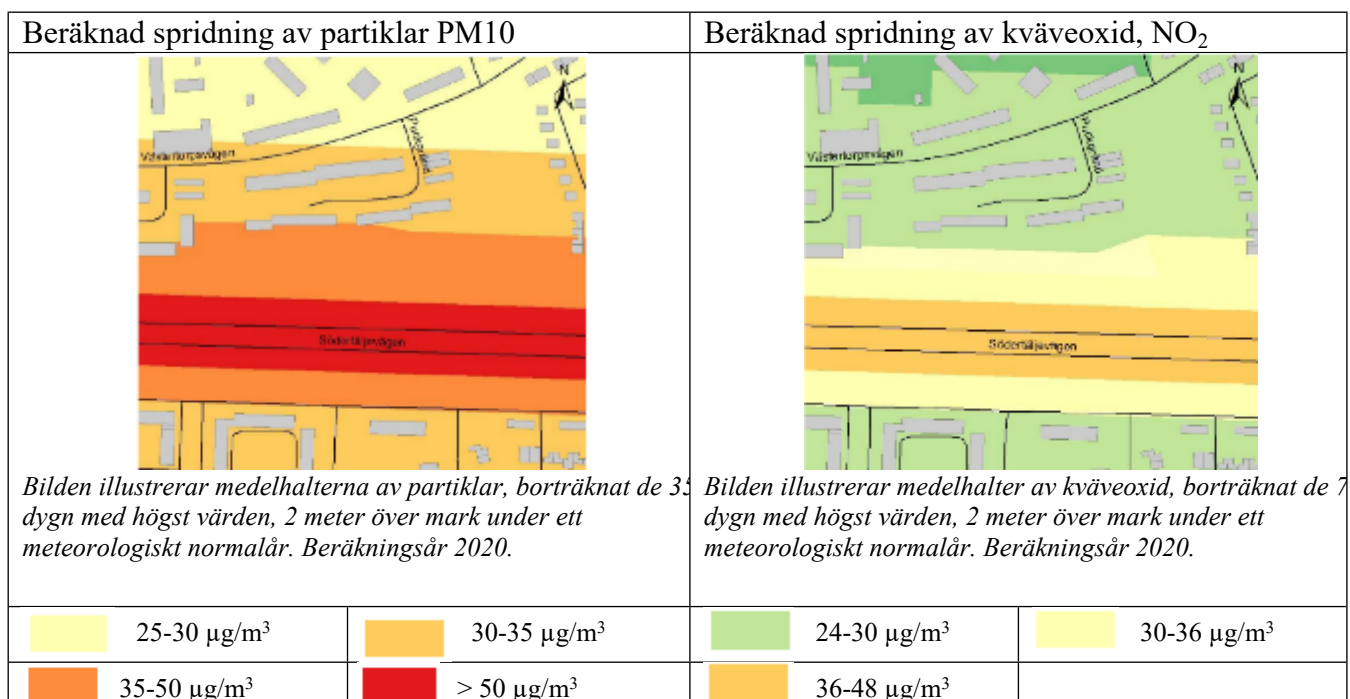 Beräknad spridning av partiklar PM10
Beräknad spridning av kväveoxid, NO₂
N
Västertorpsvägen
Södertäljevägen
N
Västertorpsvägen
Södertäljevägen
Bilden illustrerar medelhalterna av partiklar, borträknat de 35
dygn med högst värden, 2 meter över mark under ett
meteorologiskt normalår. Beräkningsår 2020.
Bilden illustrerar medelhalter av kväveoxid, borträknat de 7
dygn med högst värden, 2 meter över mark under ett
meteorologiskt normalår. Beräkningsår 2020.
25-30 µg/m³
30-35 µg/m³
24-30 µg/m³
30-36 µg/m³
35-50 µg/m³
> 50 µg/m³
36-48 µg/m³